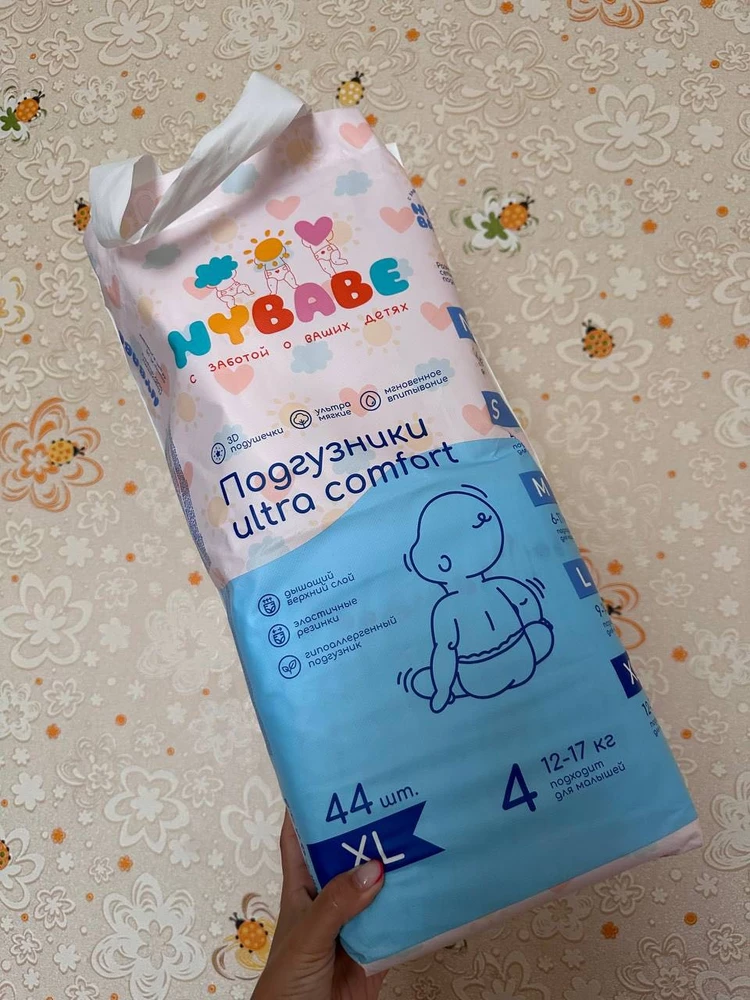 NYBABE
с заботой о ваших детях
3D
подушечки
ультра
мягкие
мгновенное
впитывание
Подгузники
ultra comfort
дышащий
верхний слой
эластичные
резинки
гипоаллергенный
подгузник
S
M
L
44 шт.
XL
4
12-17 кг
подходит
для малышей